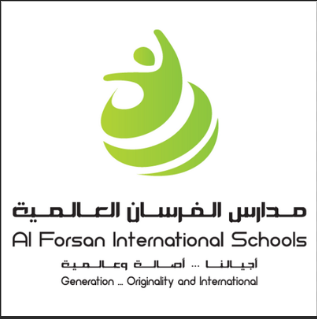 مدارس الفرسان العالمية
Al Forsan International Schools
أجيالنا ... أصالة وعالمية
Generation ... Originality and International